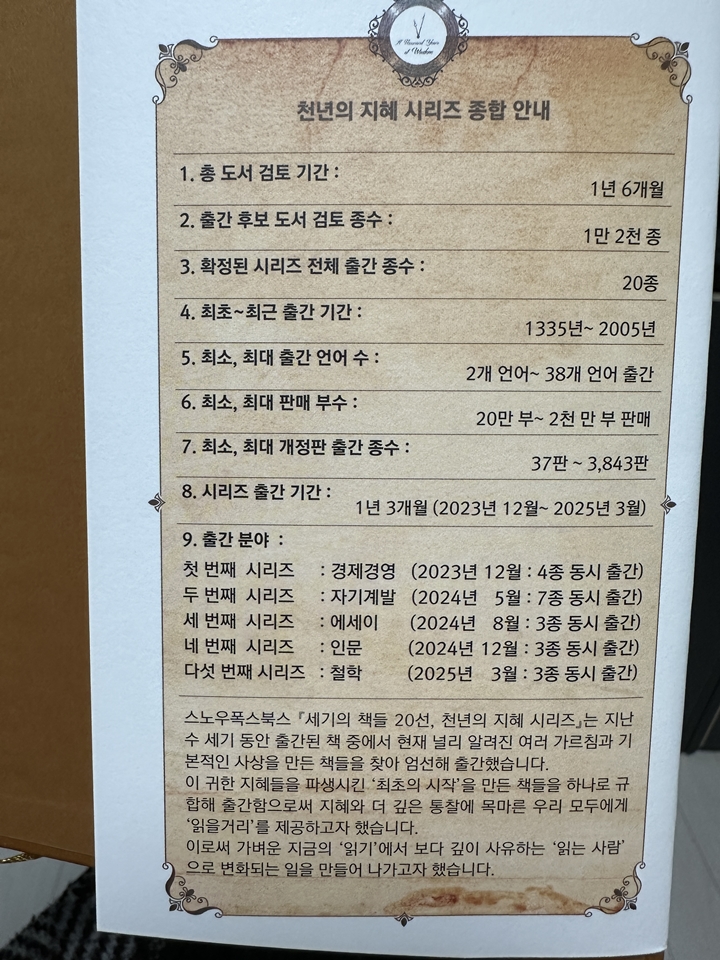 A Thousand Years
of Wisdom
천년의 지혜 시리즈 종합 안내
1. 총 도서 검토 기간 :
1년 6개월
2. 출간 후보 도서 검토 종수 :
1만 2천 종
3. 확정된 시리즈 전체 출간 종수 :
20종
4. 최초~최근 출간 기간 :
1335년~ 2005년
5. 최소, 최대 출간 언어 수 :
2개 언어~ 38개 언어 출간
6. 최소, 최대 판매 부수 :
20만 부~ 2천 만 부 판매
7. 최소, 최대 개정판 출간 종수 :
37판 ~ 3,843판
8. 시리즈 출간 기간 :
1년 3개월 (2023년 12월~ 2025년 3월)
9. 출간 분야 :
첫 번째 시리즈 : 경제경영 (2023년 12월 : 4종 동시 출간)
두 번째 시리즈 : 자기계발 (2024년 5월 : 7종 동시 출간)
세 번째 시리즈 : 에세이 (2024년 8월 : 3종 동시 출간)
네 번째 시리즈 : 인문 (2024년 12월 : 3종 동시 출간)
다섯 번째 시리즈 : 철학 (2025년 3월 : 3종 동시 출간)
스노우폭스북스 『세기의 책들 20선, 천년의 지혜 시리즈』는 지난
수 세기 동안 출간된 책 중에서 현재 널리 알려진 여러 가르침과 기
본적인 사상을 만든 책들을 찾아 엄선해 출간했습니다.
이 귀한 지혜들을 파생시킨 ‘최초의 시작’을 만든 책들을 하나로 규
합해 출간함으로써 지혜와 더 깊은 통찰에 목마른 우리 모두에게
‘읽을거리’를 제공하고자 했습니다.
이로써 가벼운 지금의 ‘읽기’에서 보다 깊이 사유하는 ‘읽는 사람’
으로 변화되는 일을 만들어 나가고자 했습니다.